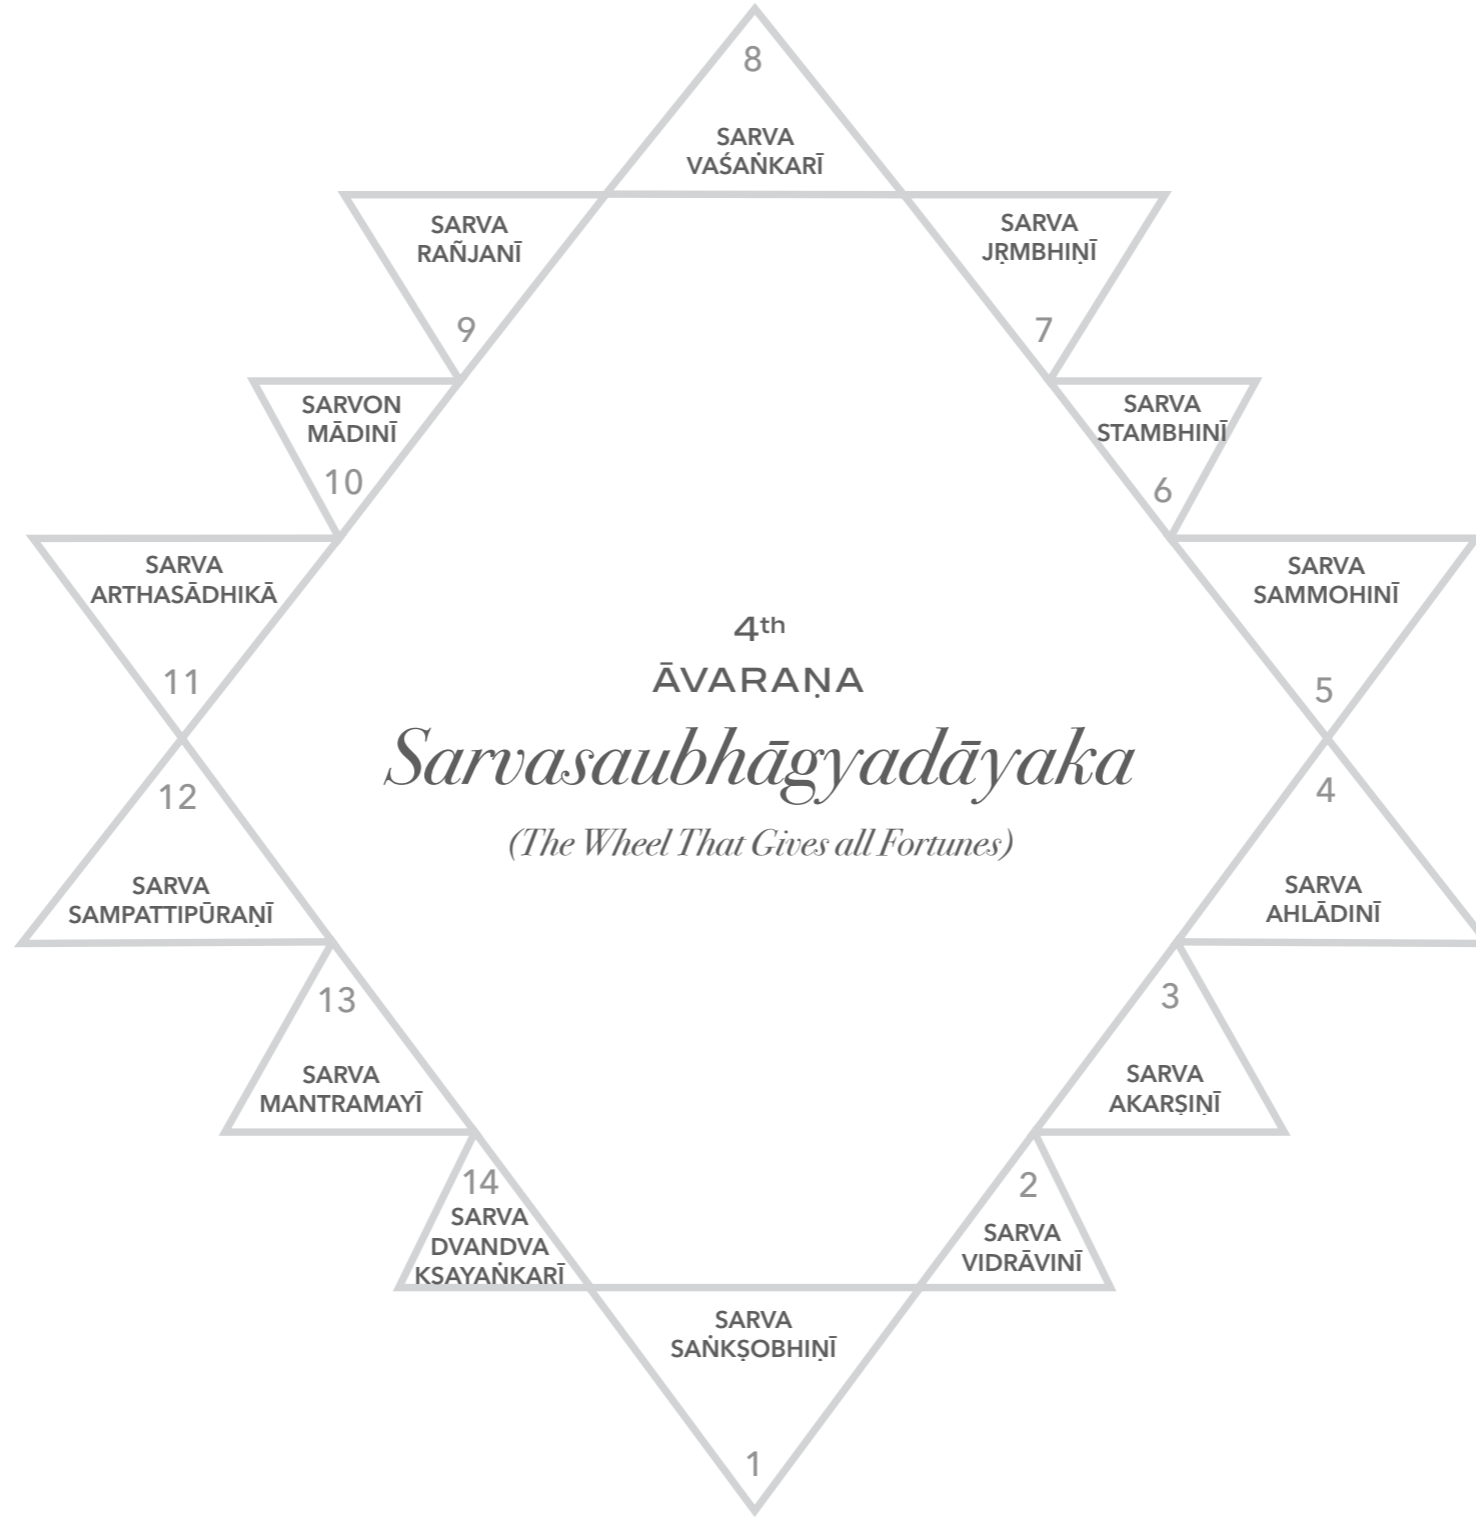 8
SARVA
VAŚAṄKARĪ
SARVA
RAÑJANĪ
9
SARVA
JṚMBHIṆĪ
7
SARVON
MĀDINĪ
10
SARVA
STAMBHINĪ
6
SARVA
ARTHASĀDHIKĀ
11
SARVA
SAMMOHINĪ
5
4th
ĀVARAṆA
Sarvasaubhāgyadāyaka
(The Wheel That Gives all Fortunes)
12
SARVA
SAMPATTIPŪRAṆĪ
4
SARVA
AHLĀDINĪ
13
SARVA
MANTRAMAYĪ
3
SARVA
AKARṢIṆĪ
14
SARVA
DVANDVA
KSAYAṄKARĪ
2
SARVA
VIDRĀVINĪ
SARVA
SAṄKṢOBHIṆĪ
1